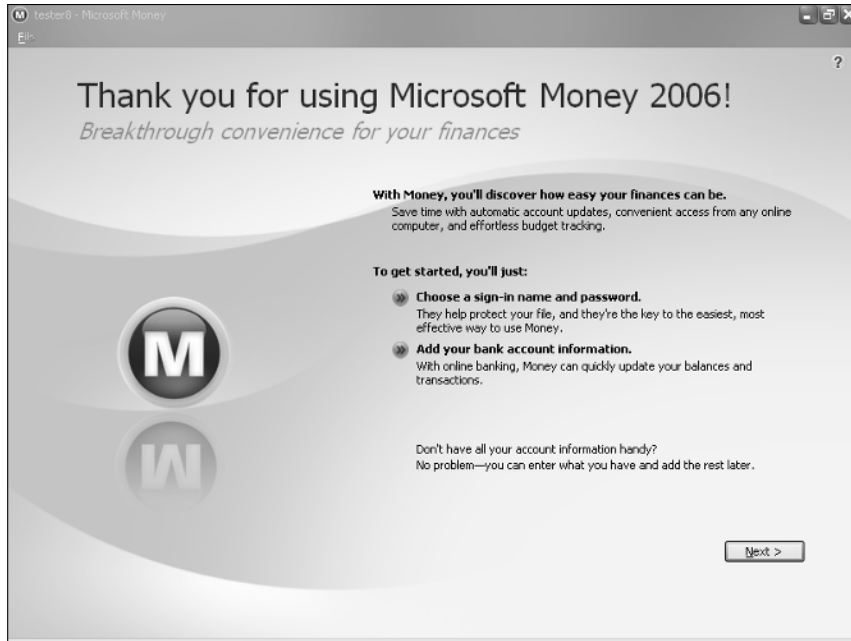 tester8 - Microsoft Money
File
?
Thank you for using Microsoft Money 2006!
Breakthrough convenience for your finances
With Money, you'll discover how easy your finances can be.
Save time with automatic account updates, convenient access from any online
computer, and effortless budget tracking.
To get started, you'll just:
Choose a sign-in name and password.
They help protect your file, and they're the key to the easiest, most
effective way to use Money.
Add your bank account information.
With online banking, Money can quickly update your balances and
transactions.
M
Don't have all your account information handy?
No problem—you can enter what you have and add the rest later.
Next >